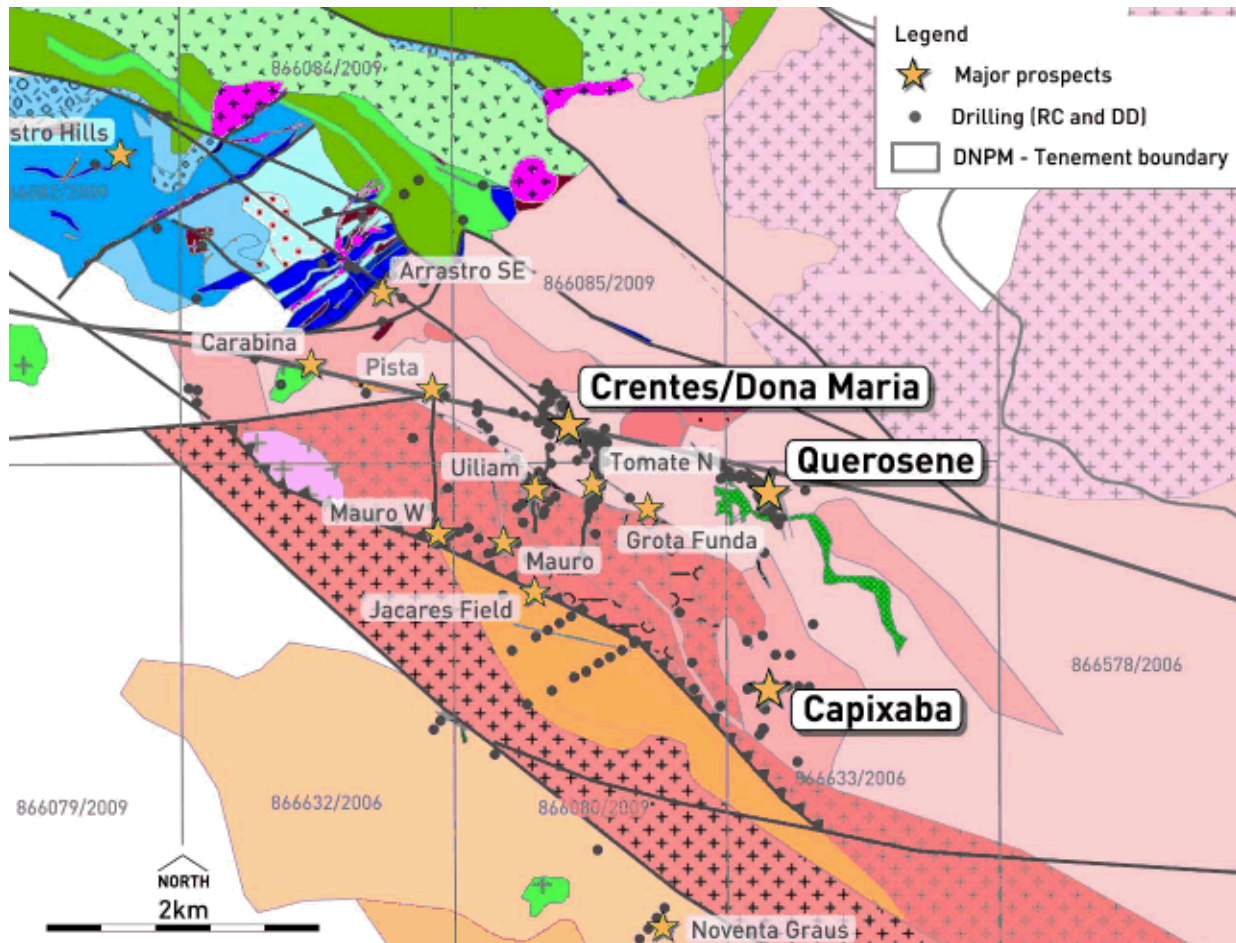 Legend
Major prospects
Drilling (RC and DD)
DNPM - Tenement boundary
866084/2009
stro Hills
Arrastro SE
866085/2009
Carabina
Pista
Crentes/Dona Maria
Uiliam
Tomate N
Querosene
Mauro W
Mauro
Grota Funda
Jacares Field
866578/2006
Capixaba
866633/2006
866079/2009
866632/2006
866080/2009
NORTH
2km
Noventa Graus